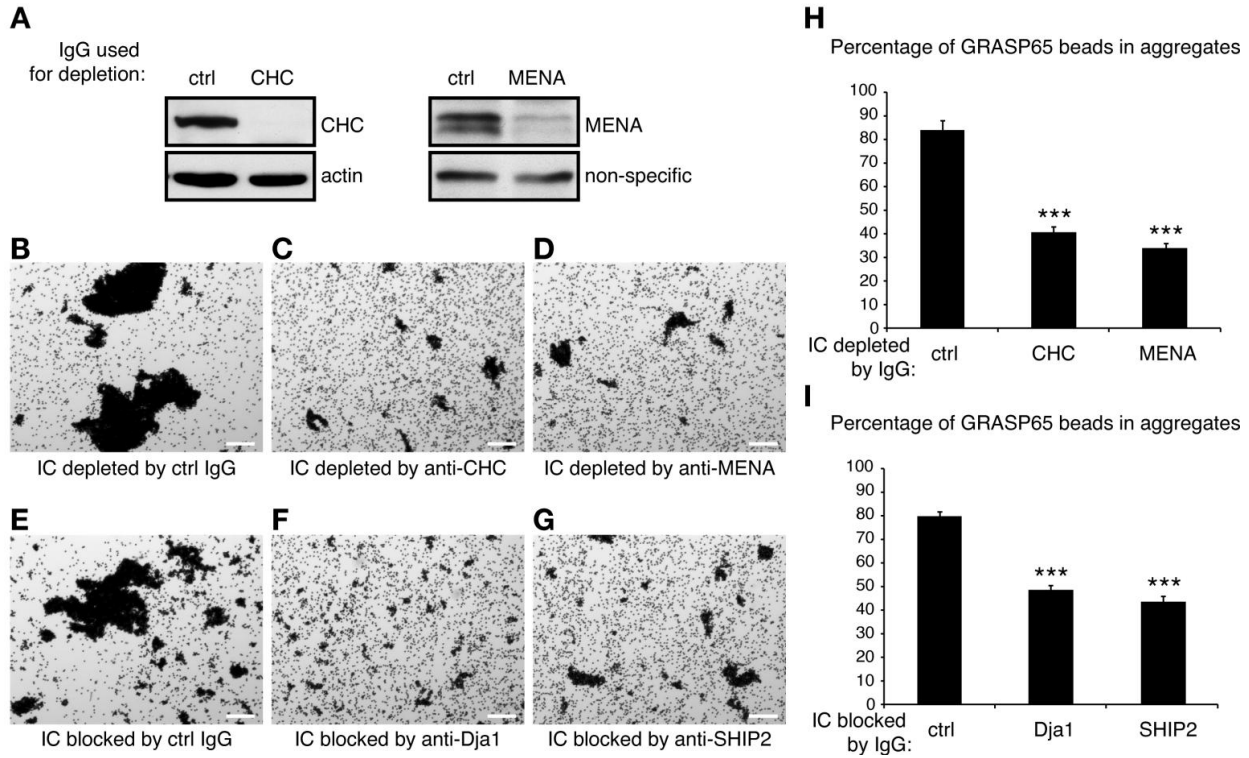 A
IgG used
for depletion:
ctrl CHC
CHC
actin
ctrl MENA
MENA
non-specific
B
IC depleted by ctrl IgG
C
IC depleted by anti-CHC
D
IC depleted by anti-MENA
E
IC blocked by ctrl IgG
F
IC blocked by anti-Dja1
G
IC blocked by anti-SHIP2
H
Percentage of GRASP65 beads in aggregates
100
90
80
70
60
50
40
30
20
10
0
***
***
IC depleted
by IgG:
ctrl CHC MENA
I
Percentage of GRASP65 beads in aggregates
100
90
80
70
60
50
40
30
20
10
0
***
***
IC blocked
by IgG:
ctrl Dja1 SHIP2